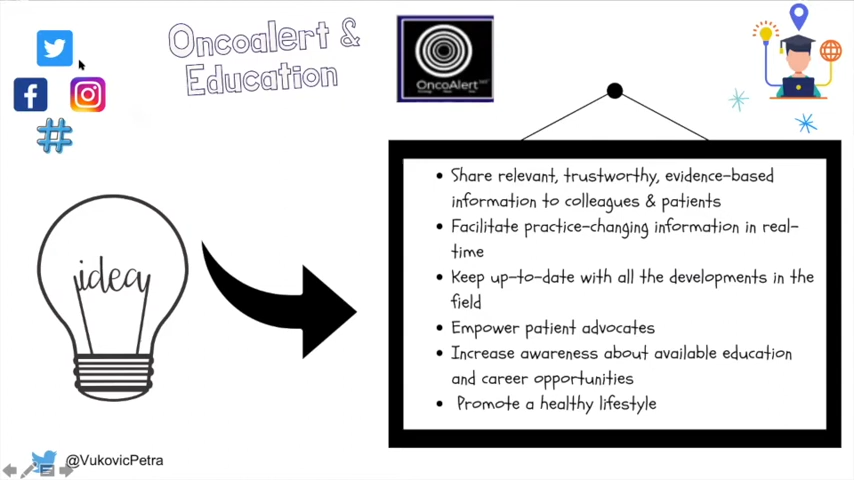 Oncoalert &
Education
OncoAlert
idea
• Share relevant, trustworthy, evidence-based
information to colleagues & patients
• Facilitate practice-changing information in real-
time
• Keep up-to-date with all the developments in the
field
• Empower patient advocates
• Increase awareness about available education
and career opportunities
• Promote a healthy lifestyle
@VukovicPetra